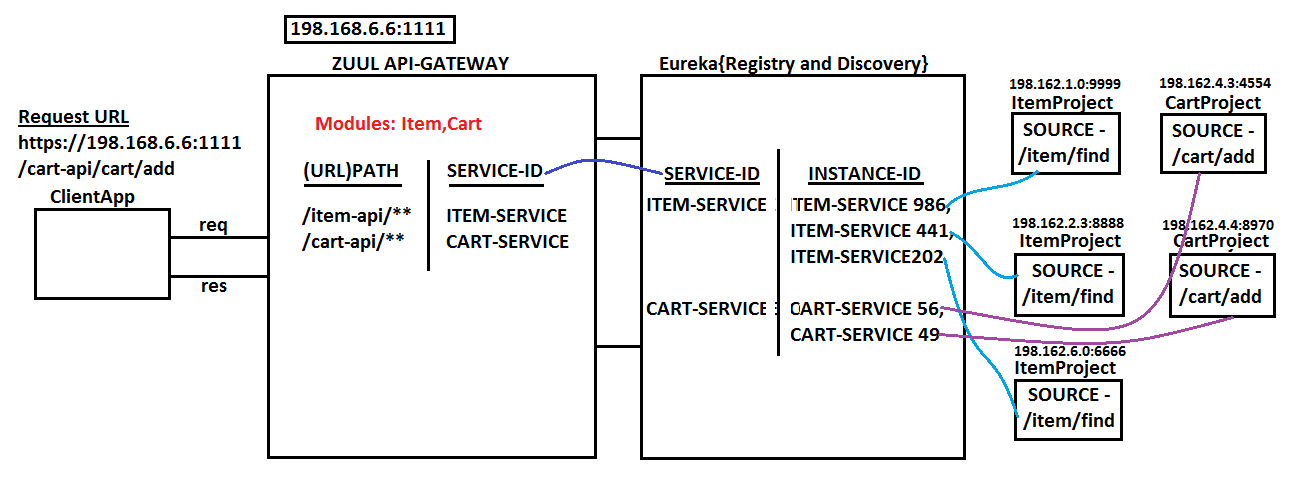 198.168.6.6:1111
ZUUL API-GATEWAY
Eureka{Registry and Discovery}
Request URL
https://198.168.6.6:1111
/cart-api/cart/add
ClientApp
req
res
Modules: Item,Cart
(URL)PATH
SERVICE-ID
/item-api/**
ITEM-SERVICE
/cart-api/**
CART-SERVICE
SERVICE-ID
INSTANCE-ID
ITEM-SERVICE
ITEM-SERVICE 986,
ITEM-SERVICE 441,
ITEM-SERVICE202
CART-SERVICE
CART-SERVICE 56,
CART-SERVICE 49
198.162.1.0:9999
ItemProject
SOURCE -
/item/find
198.162.4.3:4554
CartProject
SOURCE -
/cart/add
198.162.2.3:8888
ItemProject
SOURCE -
/item/find
198.162.4.4:8970
CartProject
SOURCE -
/cart/add
198.162.6.0:6666
ItemProject
SOURCE -
/item/find